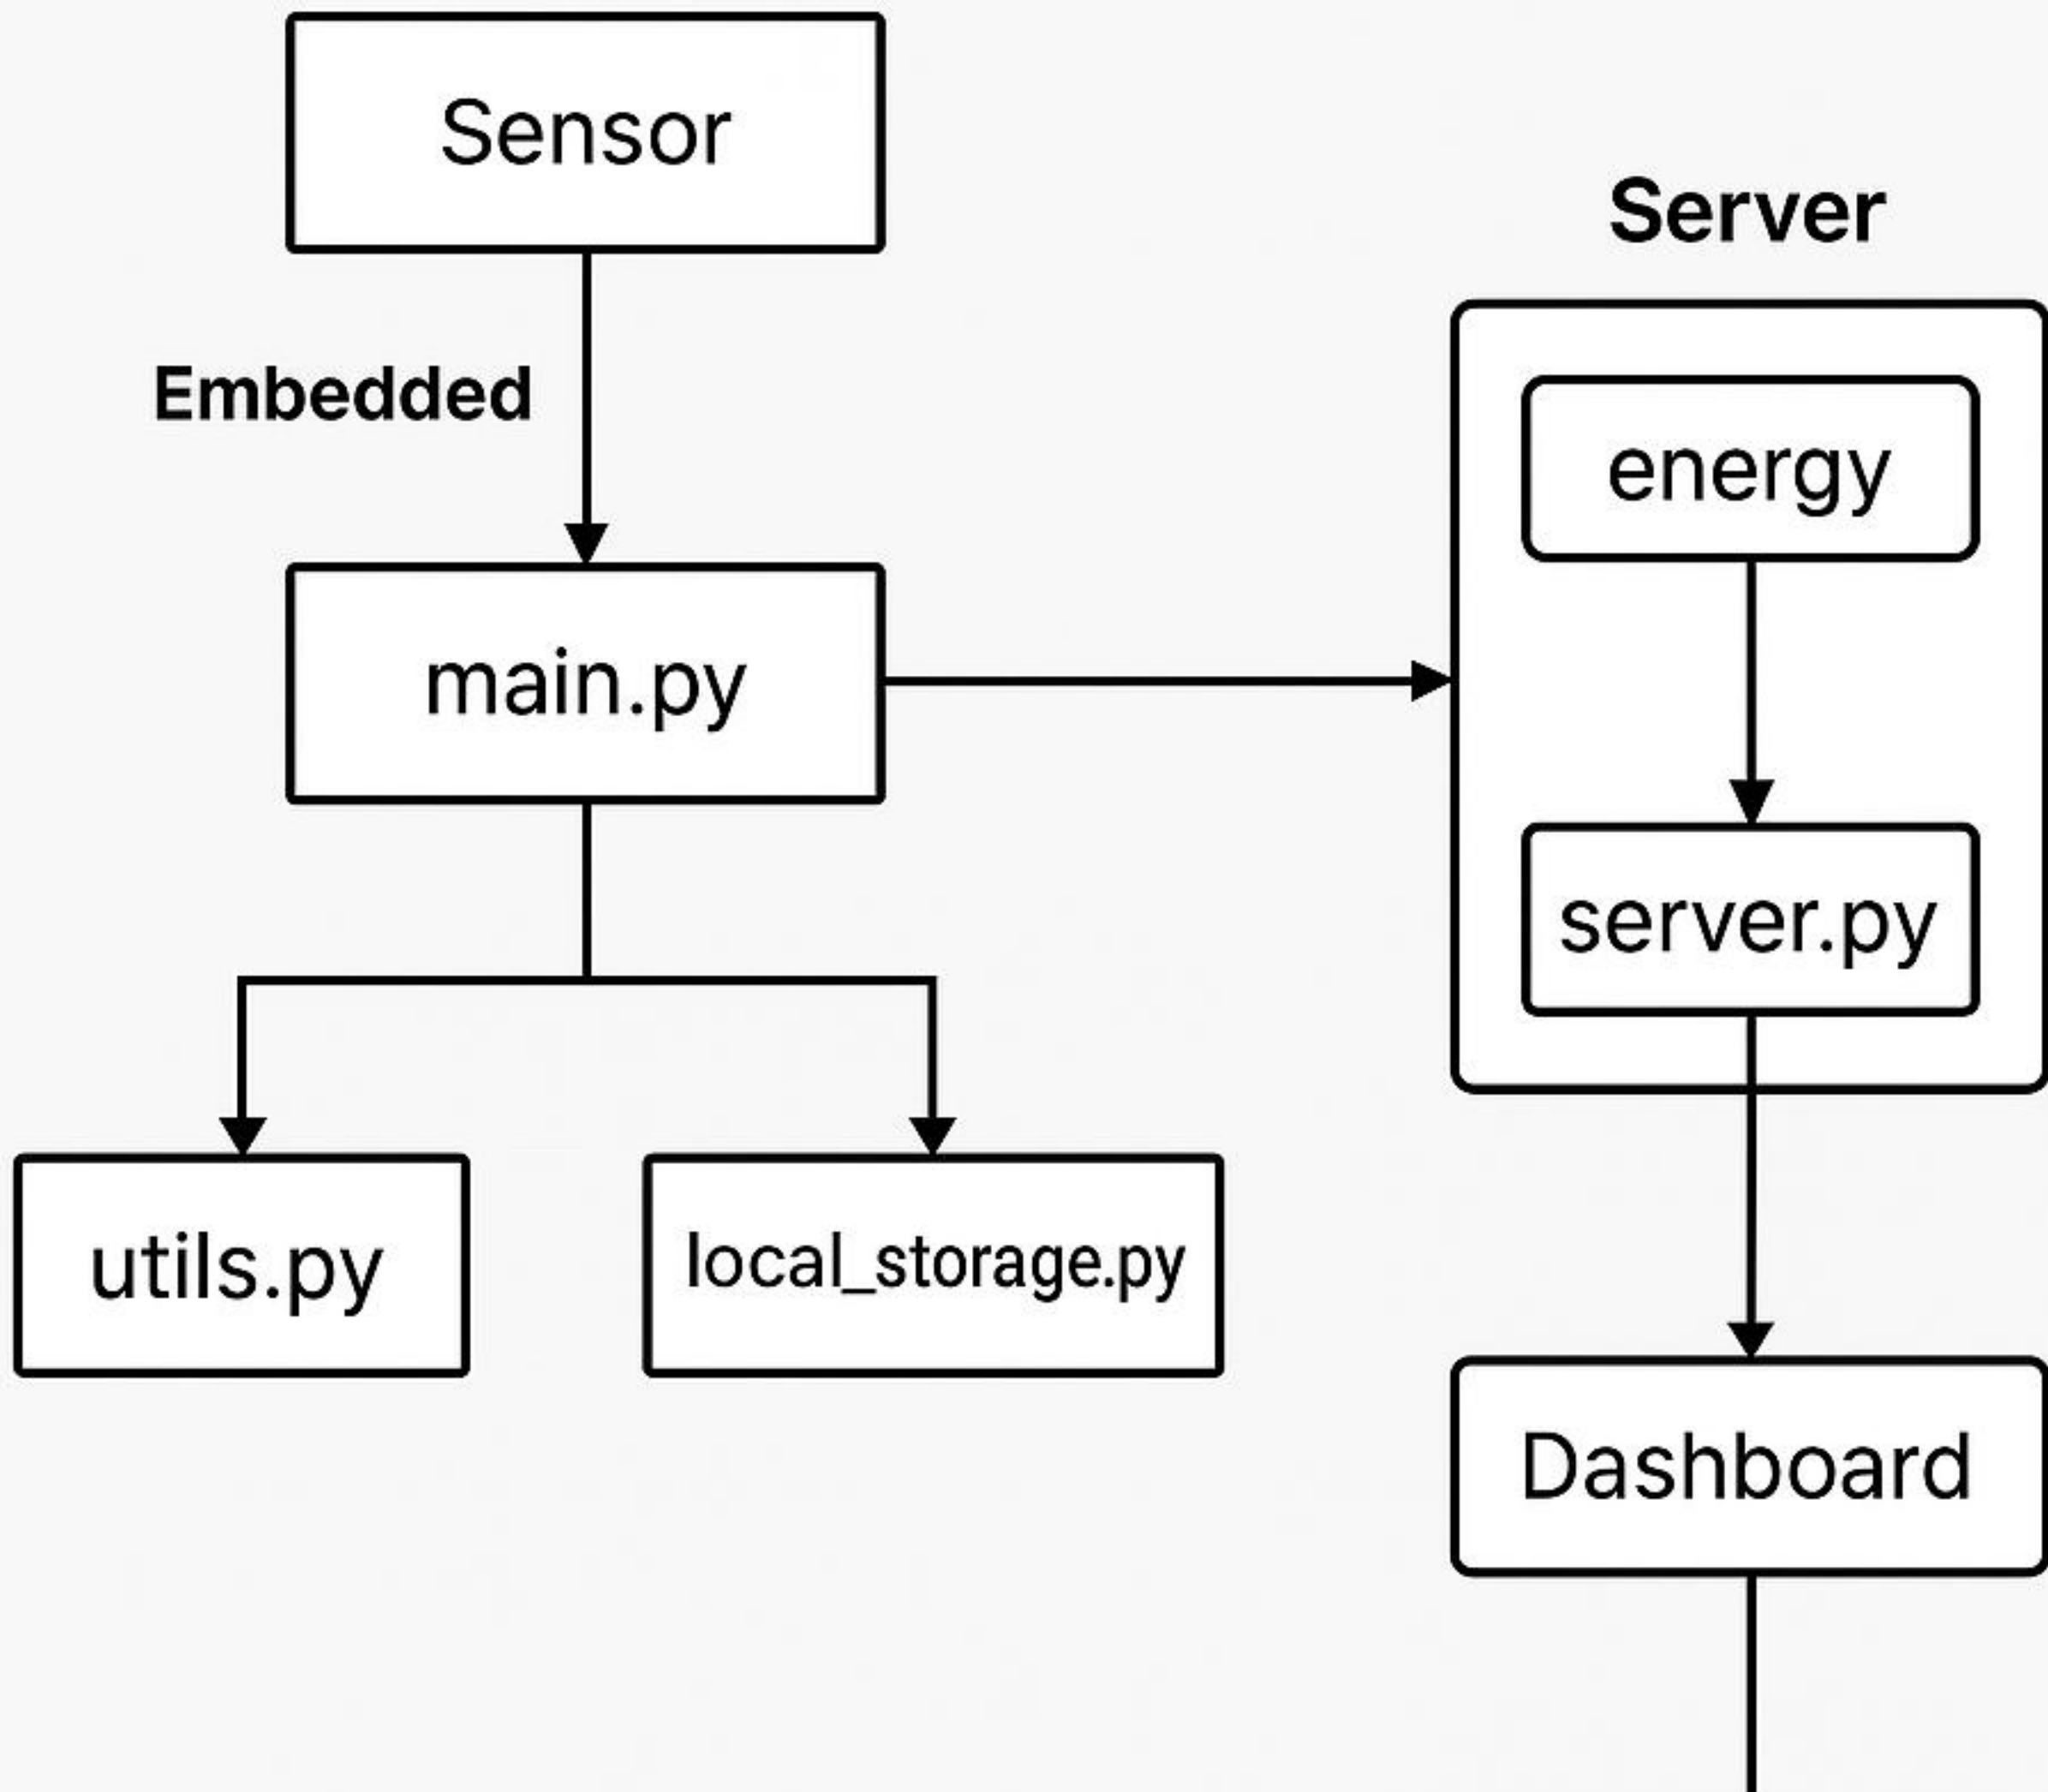 Sensor
Embedded
main.py
utils.py
local_storage.py
Server
energy
server.py
Dashboard